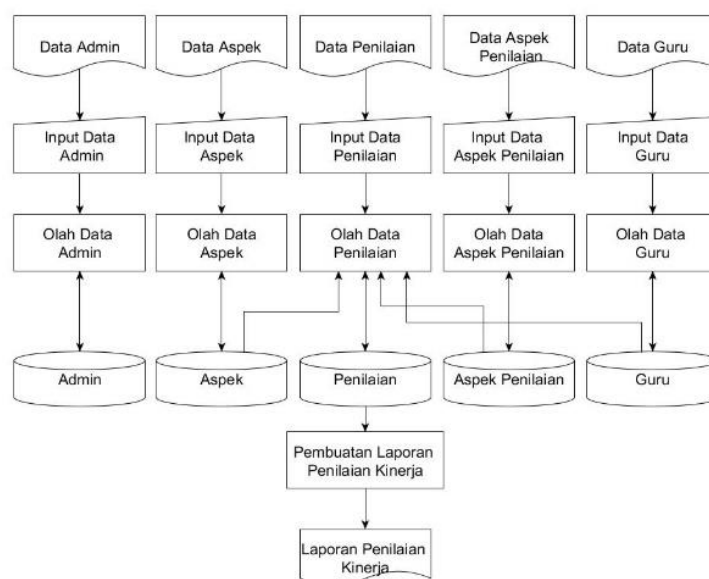 Data Admin
Data Aspek
Data Penilaian
Data Aspek
Penilaian
Data Guru
Input Data
Admin
Input Data
Aspek
Input Data
Penilaian
Input Data
Aspek Penilaian
Input Data
Guru
Olah Data
Admin
Olah Data
Aspek
Olah Data
Penilaian
Olah Data
Aspek Penilaian
Olah Data
Guru
Admin
Aspek
Penilaian
Aspek Penilaian
Guru
Pembuatan Laporan
Penilaian Kinerja
Laporan Penilaian
Kinerja